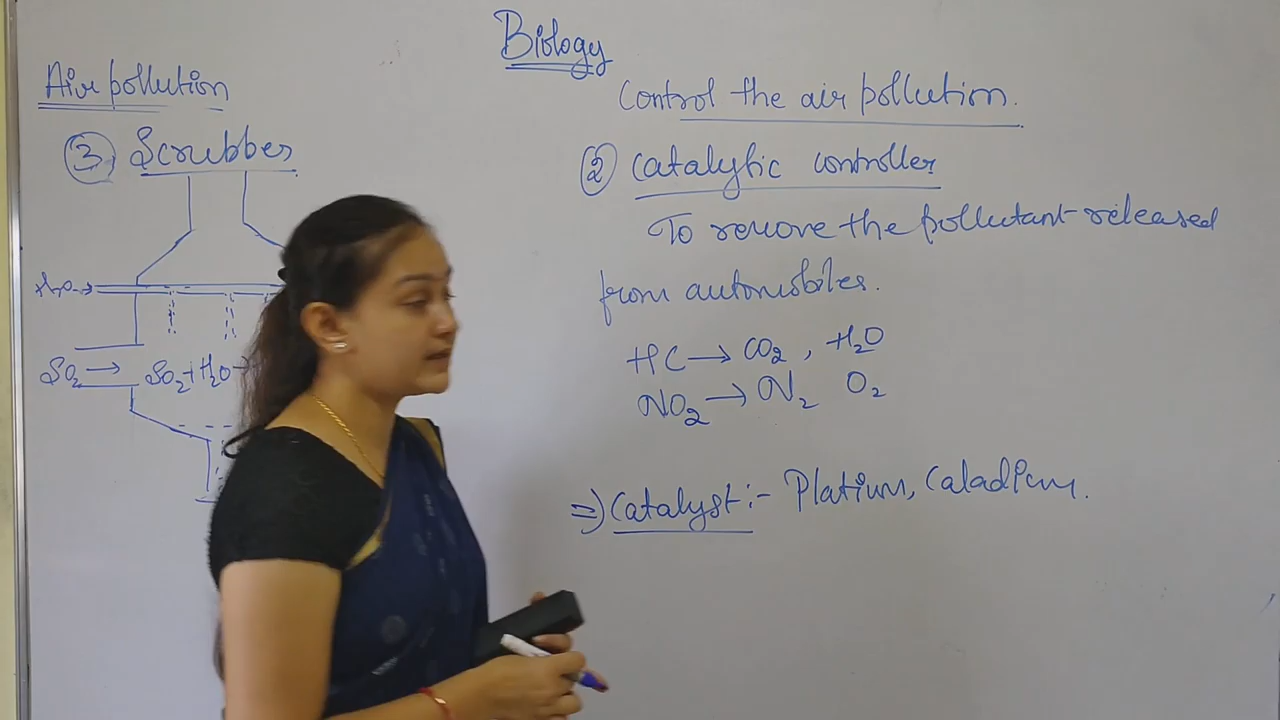 Biology
Air pollution
③ Scrubber
H₂O→
SO₂ → SO₂+H₂O→
Control the air pollution.
② Catalytic controller
To remove the pollutant released
from automobiles.
HC → CO₂, H₂O
NO₂ → N₂ O₂
⇒) Catalyst:- Platium, Caladium.